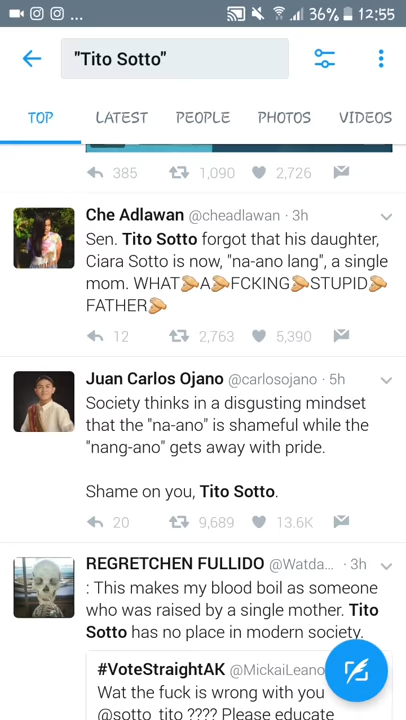 36% 12:55
"Tito Sotto"
TOP LATEST PEOPLE PHOTOS VIDEOS
385 1,090 2,726
Che Adlawan @cheadlawan · 3h
Sen. Tito Sotto forgot that his daughter,
Ciara Sotto is now, "na-ano lang", a single
mom. WHAT👏A👏FCKING👏STUPID👏
FATHER👏
12 2,763 5,390
Juan Carlos Ojano @carlosojano · 5h
Society thinks in a disgusting mindset
that the "na-ano" is shameful while the
"nang-ano" gets away with pride.
Shame on you, Tito Sotto.
20 9,689 13.6K
REGRETCHEN FULLIDO @Watda... · 3h
: This makes my blood boil as someone
who was raised by a single mother. Tito
Sotto has no place in modern society.
#VoteStraightAK @MickaiLeano
Wat the fuck is wrong with you
@sotto_tito ???? Please educate